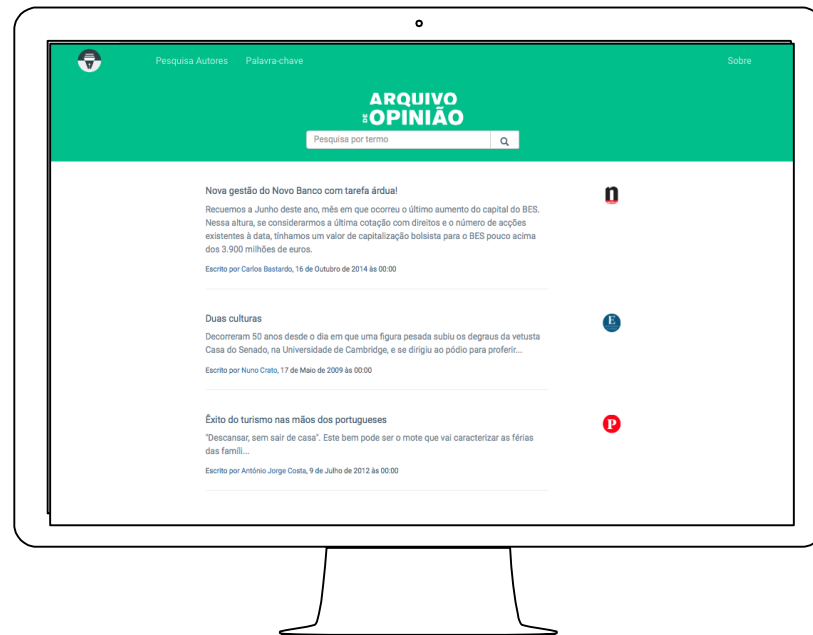 Pesquisa Autores Palavra-chave Sobre
ARQUIVO
DE OPINIÃO
Pesquisa por termo
Nova gestão do Novo Banco com tarefa árdua!
n
Recuemos a Junho deste ano, mês em que ocorreu o último aumento do capital do BES.
Nessa altura, se considerarmos a última cotação com direitos e o número de acções
existentes à data, tínhamos um valor de capitalização bolsista para o BES pouco acima
dos 3.900 milhões de euros.
Escrito por Carlos Bastardo, 16 de Outubro de 2014 às 00:00
Duas culturas
E
Decorreram 50 anos desde o dia em que uma figura pesada subiu os degraus da vetusta
Casa do Senado, na Universidade de Cambridge, e se dirigiu ao pódio para proferir...
Escrito por Nuno Crato, 17 de Maio de 2009 às 00:00
Êxito do turismo nas mãos dos portugueses
P
“Descansar, sem sair de casa”. Este bem pode ser o mote que vai caracterizar as férias
das famíli...
Escrito por António Jorge Costa, 9 de Julho de 2012 às 00:00